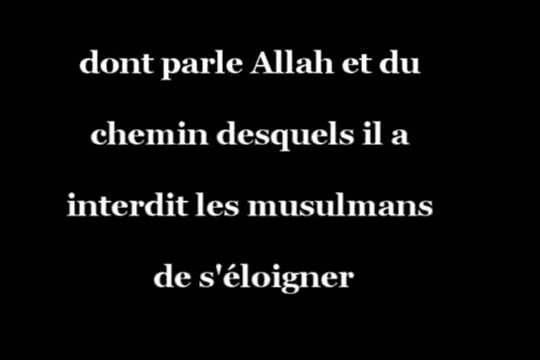 dont parle Allah et du
chemin desquels il a
interdit les musulmans
de s'éloigner